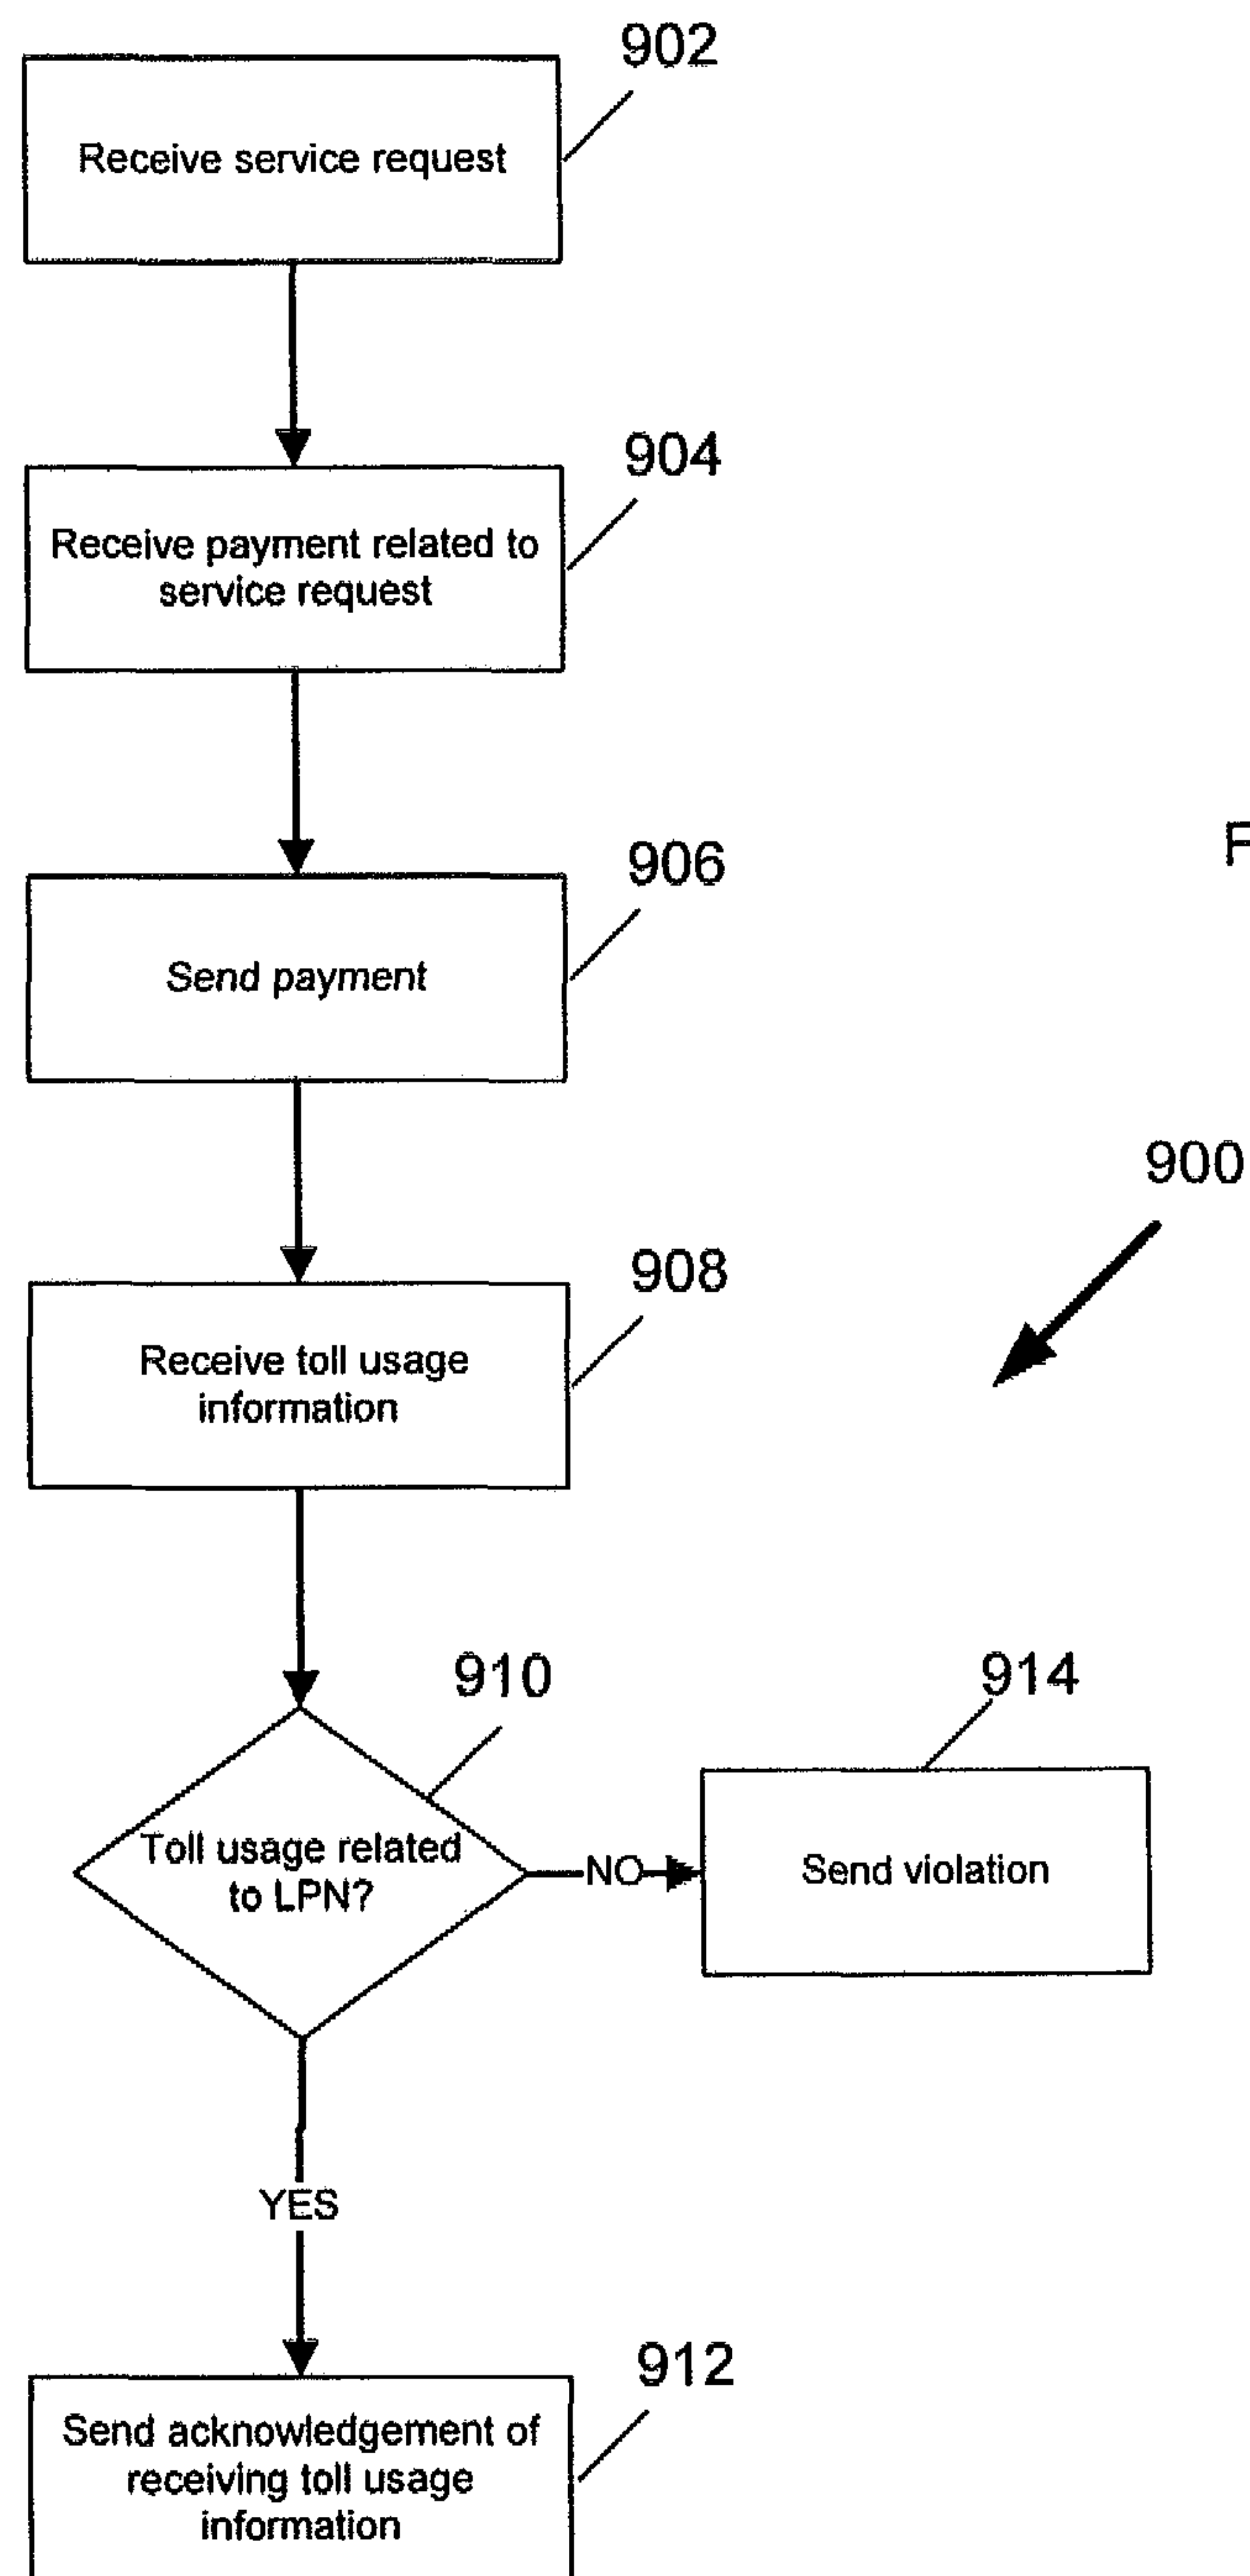 902
Receive service request
904
Receive payment related to
service request
906
Send payment
F
908
Receive toll usage
information
900
910
Toll usage related
to LPN?
NO
914
Send violation
YES
912
Send acknowledgement of
receiving toll usage
information